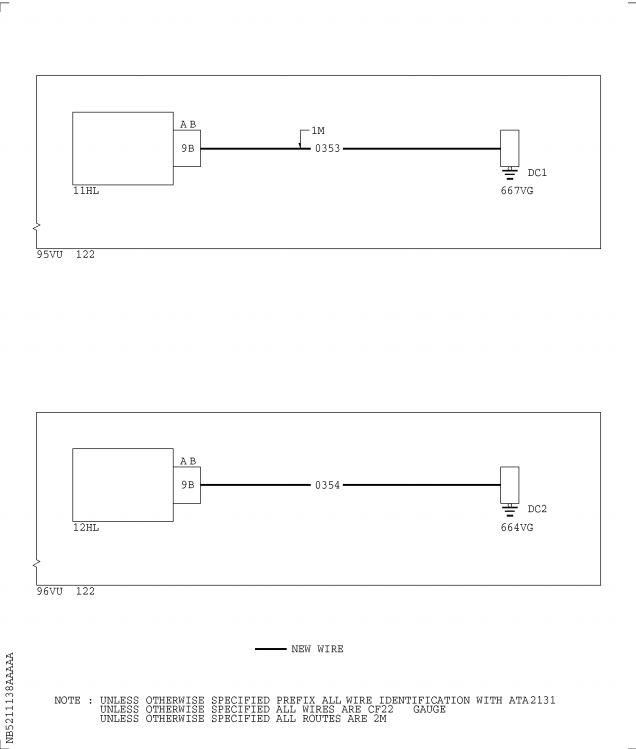 A B
1M
9B 0353
DC1
11HL 667VG
95VU 122
A B
9B 0354
DC2
12HL 664VG
96VU 122
NEW WIRE
NOTE : UNLESS OTHERWISE SPECIFIED PREFIX ALL WIRE IDENTIFICATION WITH ATA2131
UNLESS OTHERWISE SPECIFIED ALL WIRES ARE CF22 GAUGE
UNLESS OTHERWISE SPECIFIED ALL ROUTES ARE 2M
NB5211138AAAAA